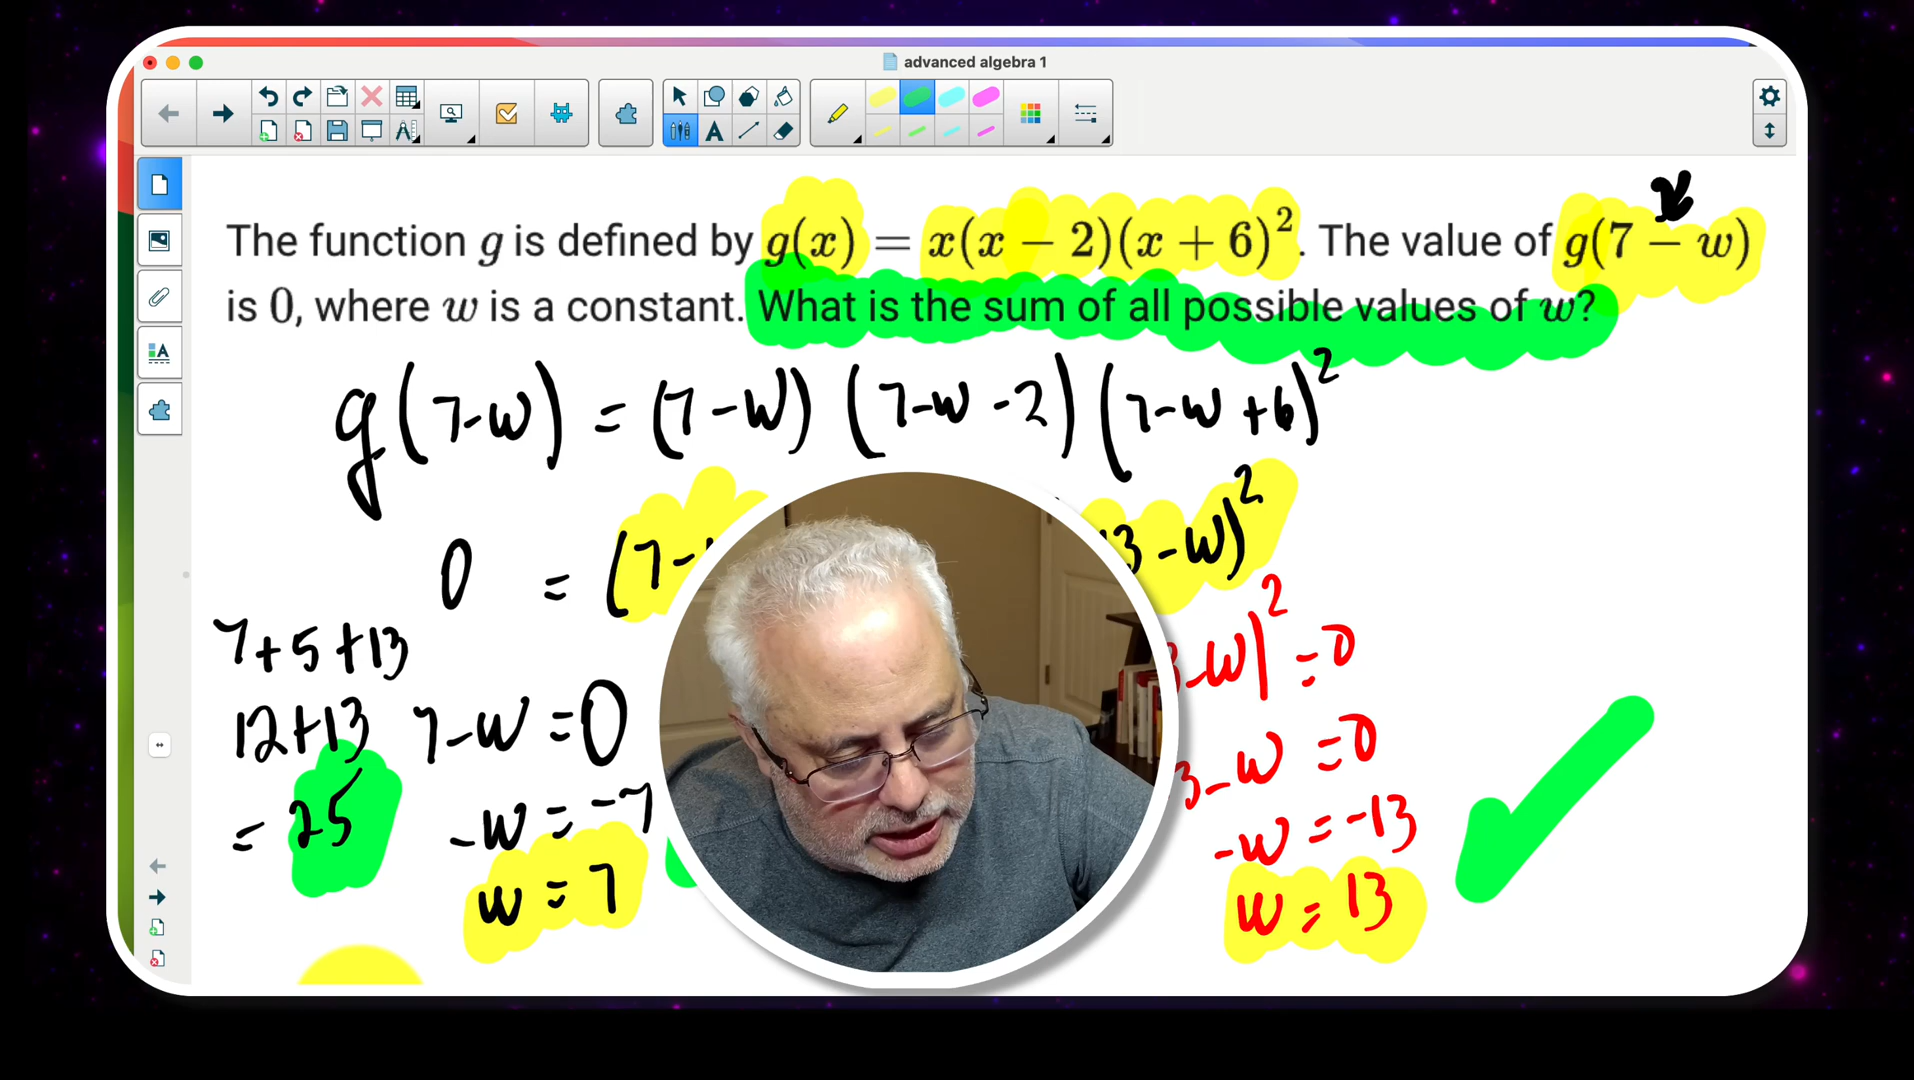 advanced algebra 1
The function g is defined by g(x) = x(x − 2)(x + 6)². The value of g(7 − w)
is 0, where w is a constant. What is the sum of all possible values of w?
x
g(7-w) = (7-w) (7-w-2) (7-w+6)²
0 = (7- 3-w)²
7+5+13
12+13
= 25
7-w=0
-w=-7
w=7
-w)²=0
3-w=0
-w=-13
w=13